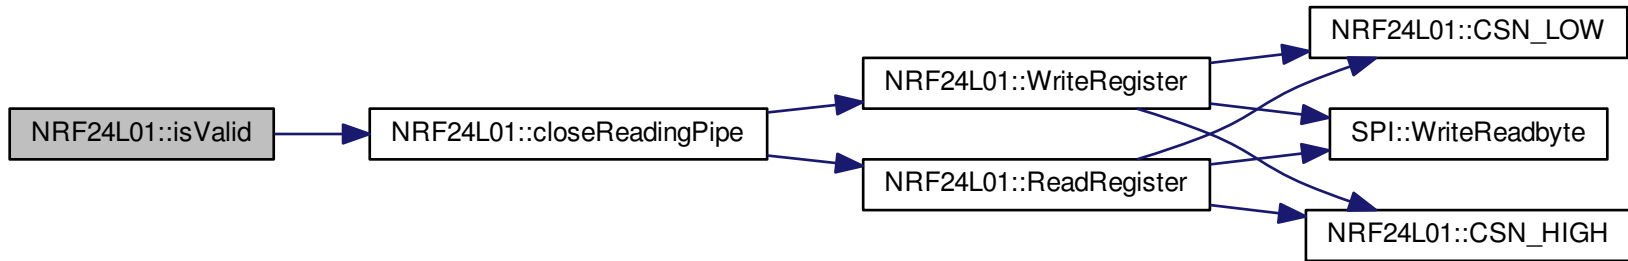 NRF24L01::isValid
NRF24L01::closeReadingPipe
NRF24L01::WriteRegister
NRF24L01::ReadRegister
NRF24L01::CSN_LOW
SPI::WriteReadbyte
NRF24L01::CSN_HIGH